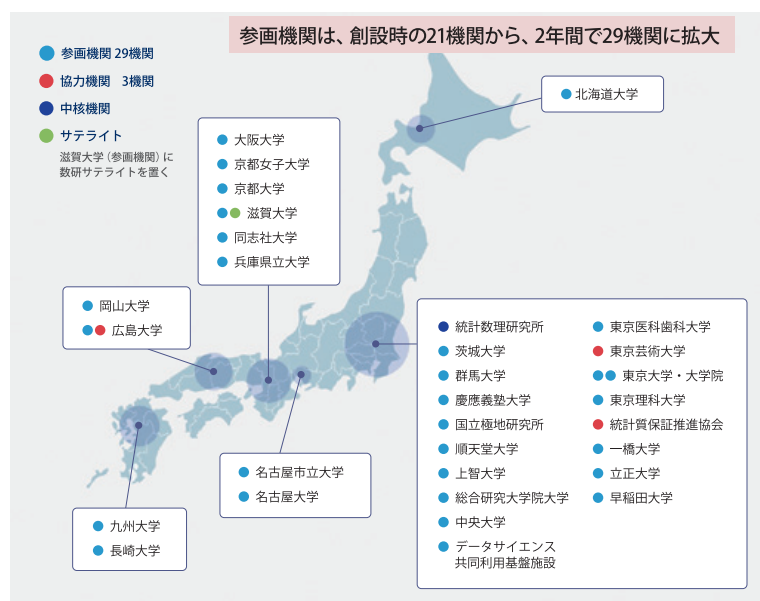 参画機関は、創設時の21機関から、2年間で29機関に拡大
参画機関 29機関
協力機関　3機関
中核機関
サテライト
滋賀大学（参画機関）に
数研サテライトを置く
北海道大学
大阪大学
京都女子大学
京都大学
滋賀大学
同志社大学
兵庫県立大学
岡山大学
広島大学
統計数理研究所
茨城大学
群馬大学
慶應義塾大学
国立極地研究所
順天堂大学
上智大学
総合研究大学院大学
中央大学
データサイエンス
共同利用基盤施設
東京医科歯科大学
東京芸術大学
東京大学・大学院
東京理科大学
統計質保証推進協会
一橋大学
立正大学
早稲田大学
名古屋市立大学
名古屋大学
九州大学
長崎大学